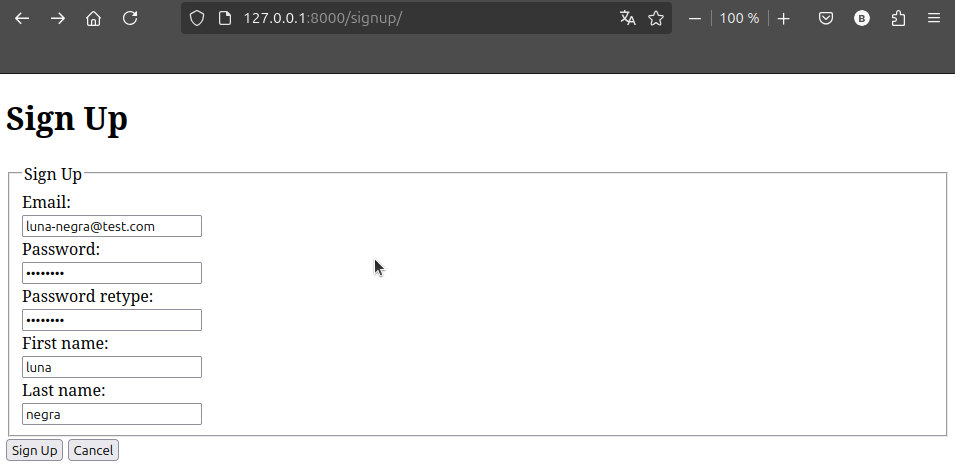 127.0.0.1:8000/signup/
100 %
B
Sign Up
Sign Up
Email:
luna-negra@test.com
Password:
••••••••
Password retype:
••••••••
First name:
luna
Last name:
negra
Sign Up Cancel